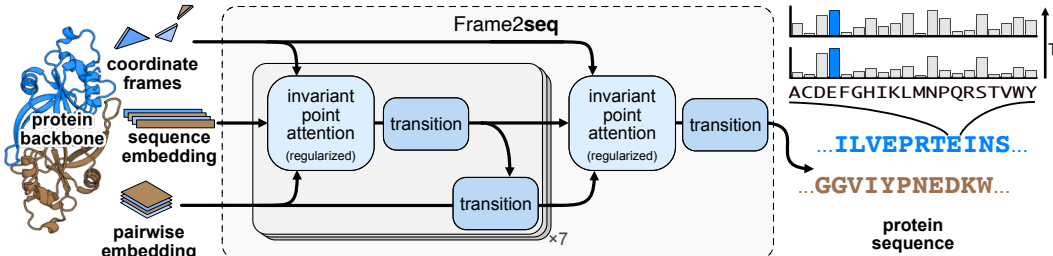 Frame2seq
coordinate
frames
protein
backbone
sequence
embedding
pairwise
embedding
invariant
point
attention
(regularized)
transition
transition
×7
invariant
point
attention
(regularized)
transition
T
ACDEFGHIKLMNPQRSTVWY
...ILVEPRTEINS...
...GGVIYPNEDKW...
protein
sequence